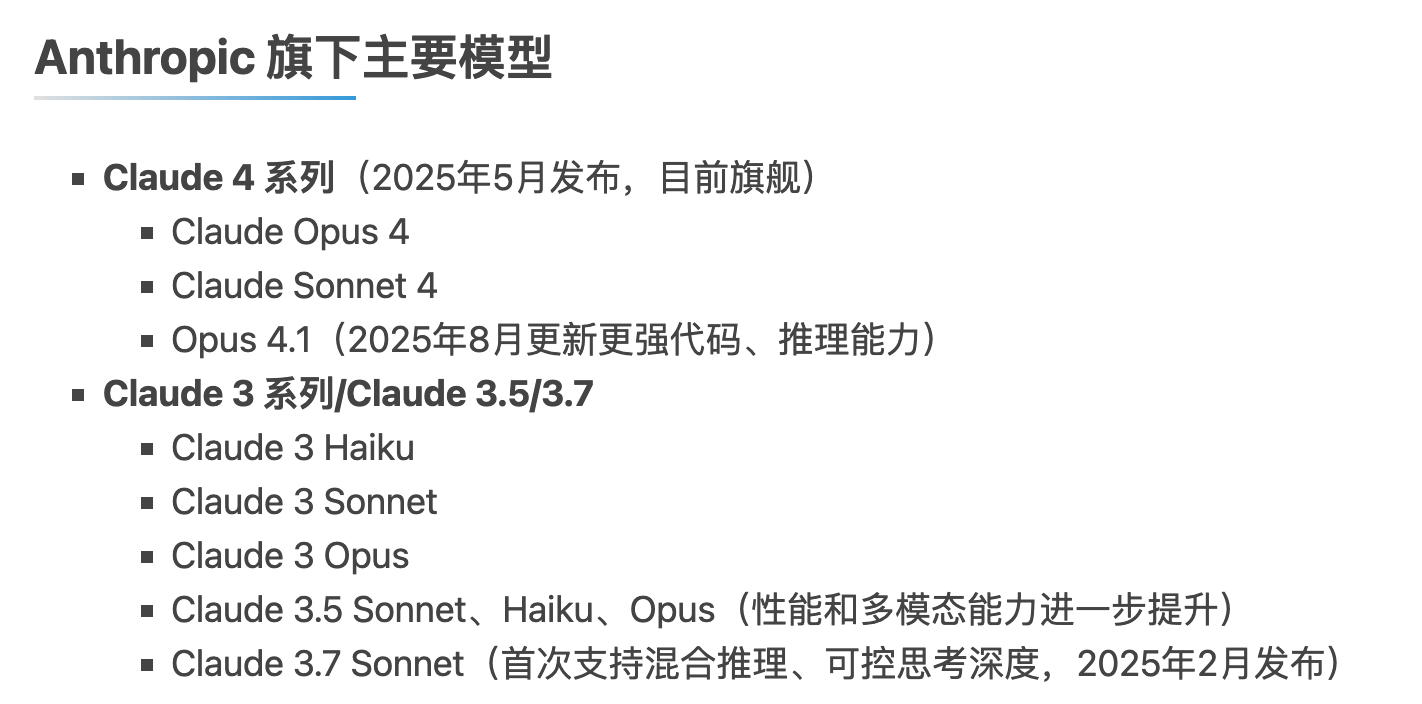 Anthropic 旗下主要模型
Claude 4 系列（2025年5月发布，目前旗舰）
Claude Opus 4
Claude Sonnet 4
Opus 4.1（2025年8月更新更强代码、推理能力）
Claude 3 系列/Claude 3.5/3.7
Claude 3 Haiku
Claude 3 Sonnet
Claude 3 Opus
Claude 3.5 Sonnet、Haiku、Opus（性能和多模态能力进一步提升）
Claude 3.7 Sonnet（首次支持混合推理、可控思考深度，2025年2月发布）